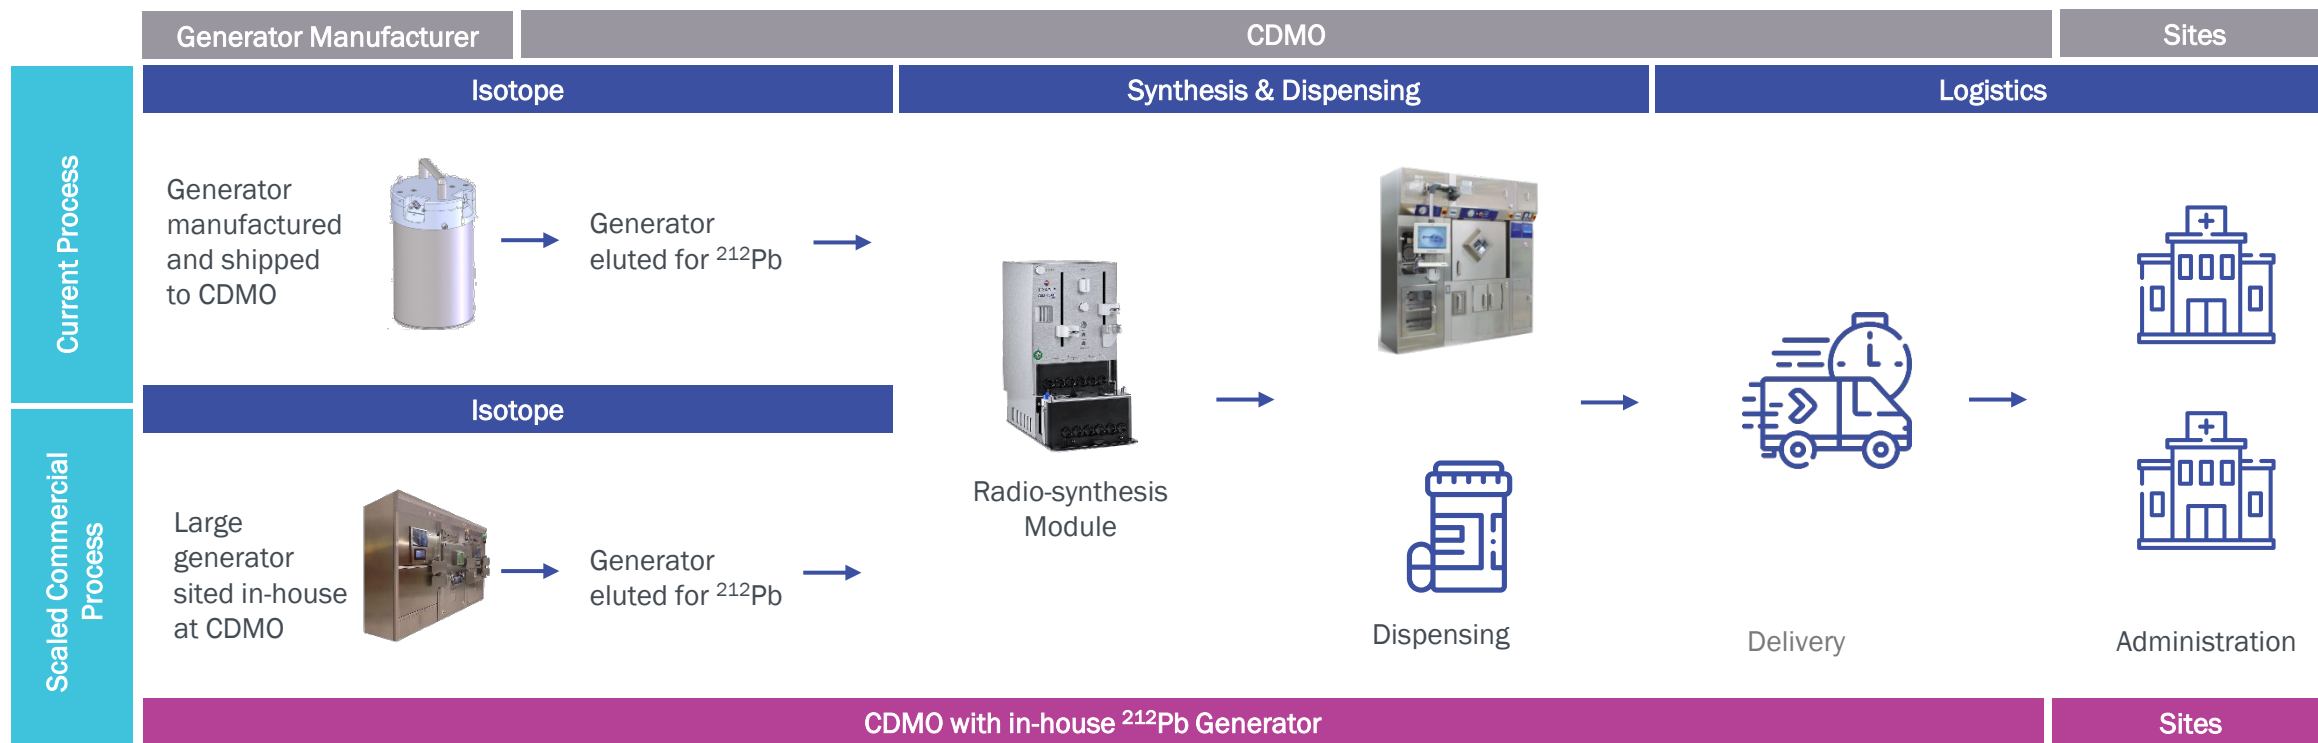 Generator Manufacturer
CDMO
Sites
Isotope
Synthesis & Dispensing
Logistics
Current Process
Generator
manufactured
and shipped
to CDMO
Generator
eluted for ²¹²Pb
Isotope
Scaled Commercial
Process
Large
generator
sited in-house
at CDMO
Generator
eluted for ²¹²Pb
Radio-synthesis
Module
Dispensing
Delivery
Administration
CDMO with in-house ²¹²Pb Generator
Sites